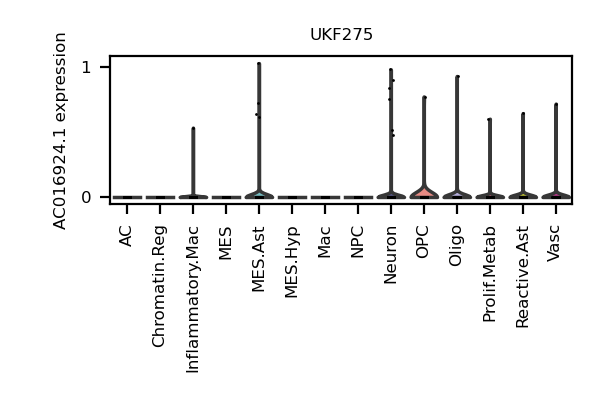 UKF275
AC016924.1 expression
1
0
AC
Chromatin.Reg
Inflammatory.Mac
MES
MES.Ast
MES.Hyp
Mac
NPC
Neuron
OPC
Oligo
Prolif.Metab
Reactive.Ast
Vasc